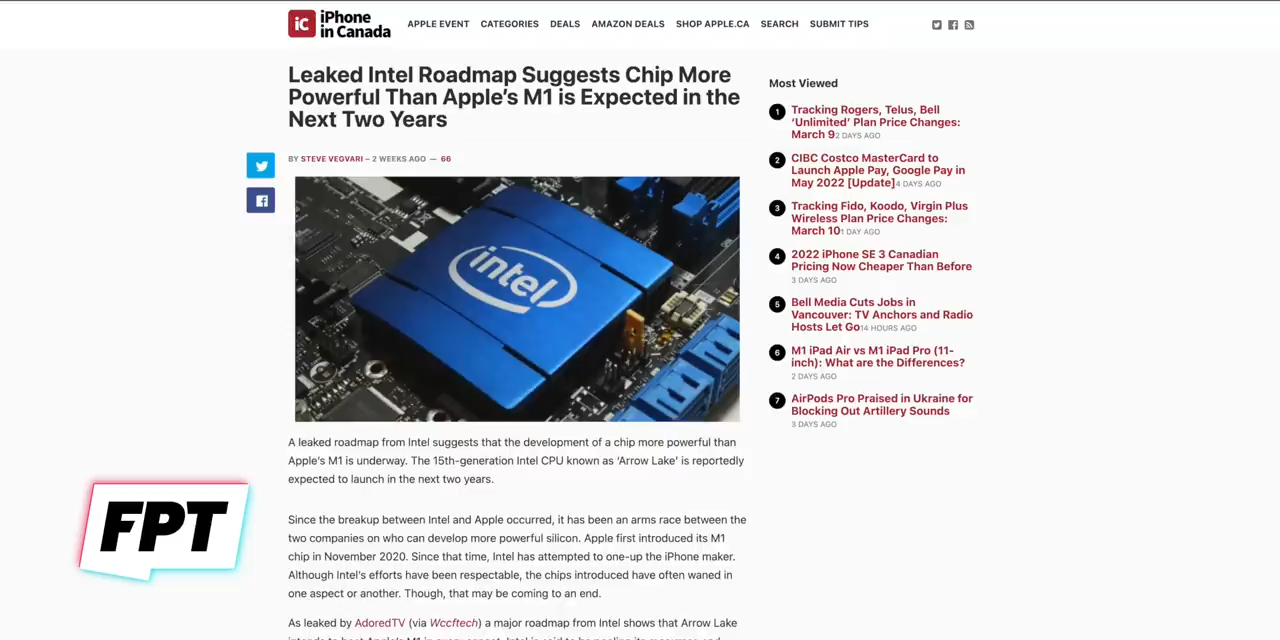 iC iPhone
in Canada
APPLE EVENT CATEGORIES DEALS AMAZON DEALS SHOP APPLE.CA SEARCH SUBMIT TIPS
Leaked Intel Roadmap Suggests Chip More
Powerful Than Apple's M1 is Expected in the
Next Two Years
BY STEVE VEGVARI – 2 WEEKS AGO — 66
intel
A leaked roadmap from Intel suggests that the development of a chip more powerful than
Apple's M1 is underway. The 15th-generation Intel CPU known as 'Arrow Lake' is reportedly
expected to launch in the next two years.
Since the breakup between Intel and Apple occurred, it has been an arms race between the
two companies on who can develop more powerful silicon. Apple first introduced its M1
chip in November 2020. Since that time, Intel has attempted to one-up the iPhone maker.
Although Intel's efforts have been respectable, the chips introduced have often waned in
one aspect or another. Though, that may be coming to an end.
As leaked by AdoredTV (via Wccftech) a major roadmap from Intel shows that Arrow Lake
Most Viewed
1 Tracking Rogers, Telus, Bell
'Unlimited' Plan Price Changes:
March 9 2 DAYS AGO
2 CIBC Costco MasterCard to
Launch Apple Pay, Google Pay in
May 2022 [Update] 4 DAYS AGO
3 Tracking Fido, Koodo, Virgin Plus
Wireless Plan Price Changes:
March 10 1 DAY AGO
4 2022 iPhone SE 3 Canadian
Pricing Now Cheaper Than Before
3 DAYS AGO
5 Bell Media Cuts Jobs in
Vancouver: TV Anchors and Radio
Hosts Let Go 14 HOURS AGO
6 M1 iPad Air vs M1 iPad Pro (11-
inch): What are the Differences?
2 DAYS AGO
7 AirPods Pro Praised in Ukraine for
Blocking Out Artillery Sounds
3 DAYS AGO
FPT